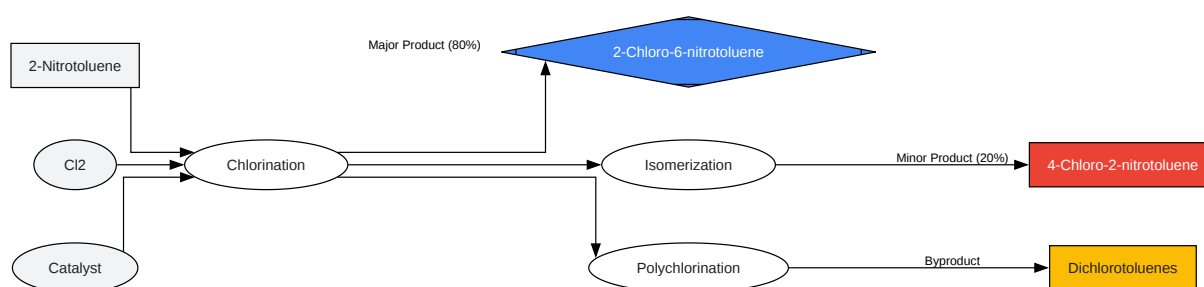 Major Product (80%)
2-Chloro-6-nitrotoluene
2-Nitrotoluene
Cl2
Chlorination
Isomerization
Minor Product (20%)
4-Chloro-2-nitrotoluene
Catalyst
Polychlorination
Byproduct
Dichlorotoluenes